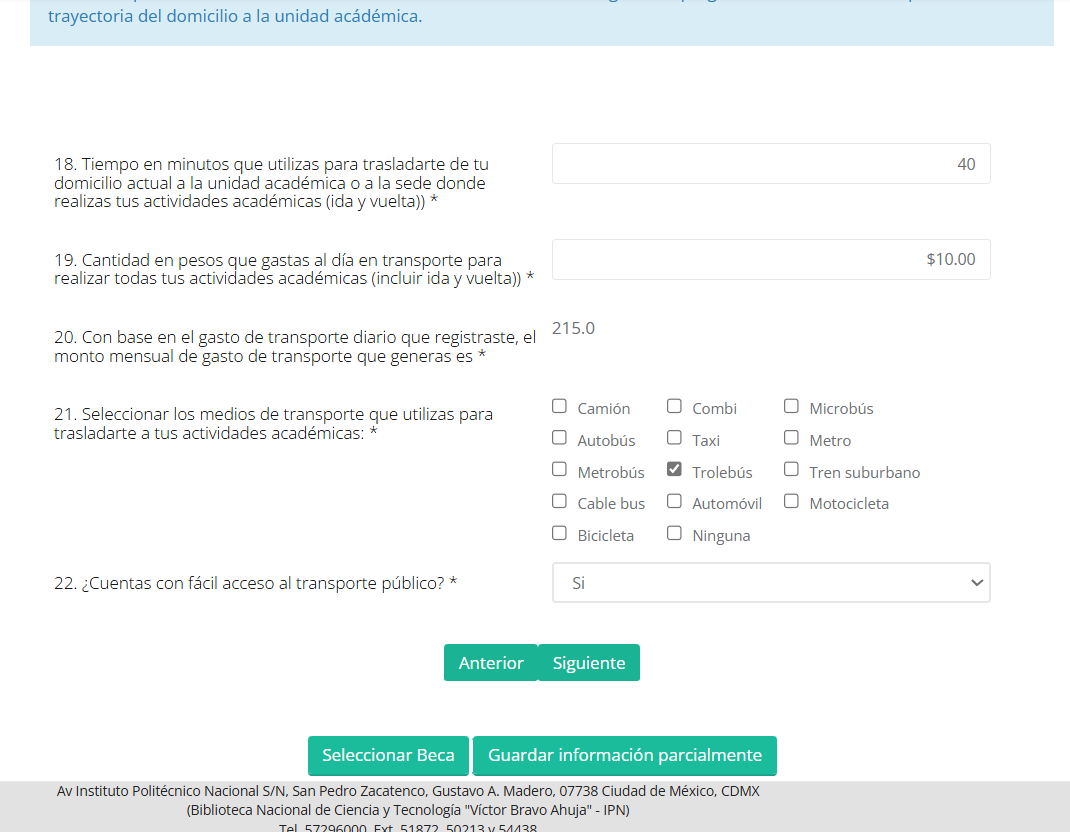 trayectoria del domicilio a la unidad acádémica.
18. Tiempo en minutos que utilizas para trasladarte de tu
domicilio actual a la unidad académica o a la sede donde
realizas tus actividades académicas (ida y vuelta)) *
40
19. Cantidad en pesos que gastas al día en transporte para
realizar todas tus actividades académicas (incluir ida y vuelta)) *
$10.00
20. Con base en el gasto de transporte diario que registraste, el
monto mensual de gasto de transporte que generas es *
215.0
21. Seleccionar los medios de transporte que utilizas para
trasladarte a tus actividades académicas: *
Camión Combi Microbús
Autobús Taxi Metro
Metrobús Trolebús Tren suburbano
Cable bus Automóvil Motocicleta
Bicicleta Ninguna
22. ¿Cuentas con fácil acceso al transporte público? *
Si
Anterior Siguiente
Seleccionar Beca Guardar información parcialmente
Av Instituto Politécnico Nacional S/N, San Pedro Zacatenco, Gustavo A. Madero, 07738 Ciudad de México, CDMX
(Biblioteca Nacional de Ciencia y Tecnología "Víctor Bravo Ahuja" - IPN)
Tel. 57296000, Ext. 51872, 50213 y 54438